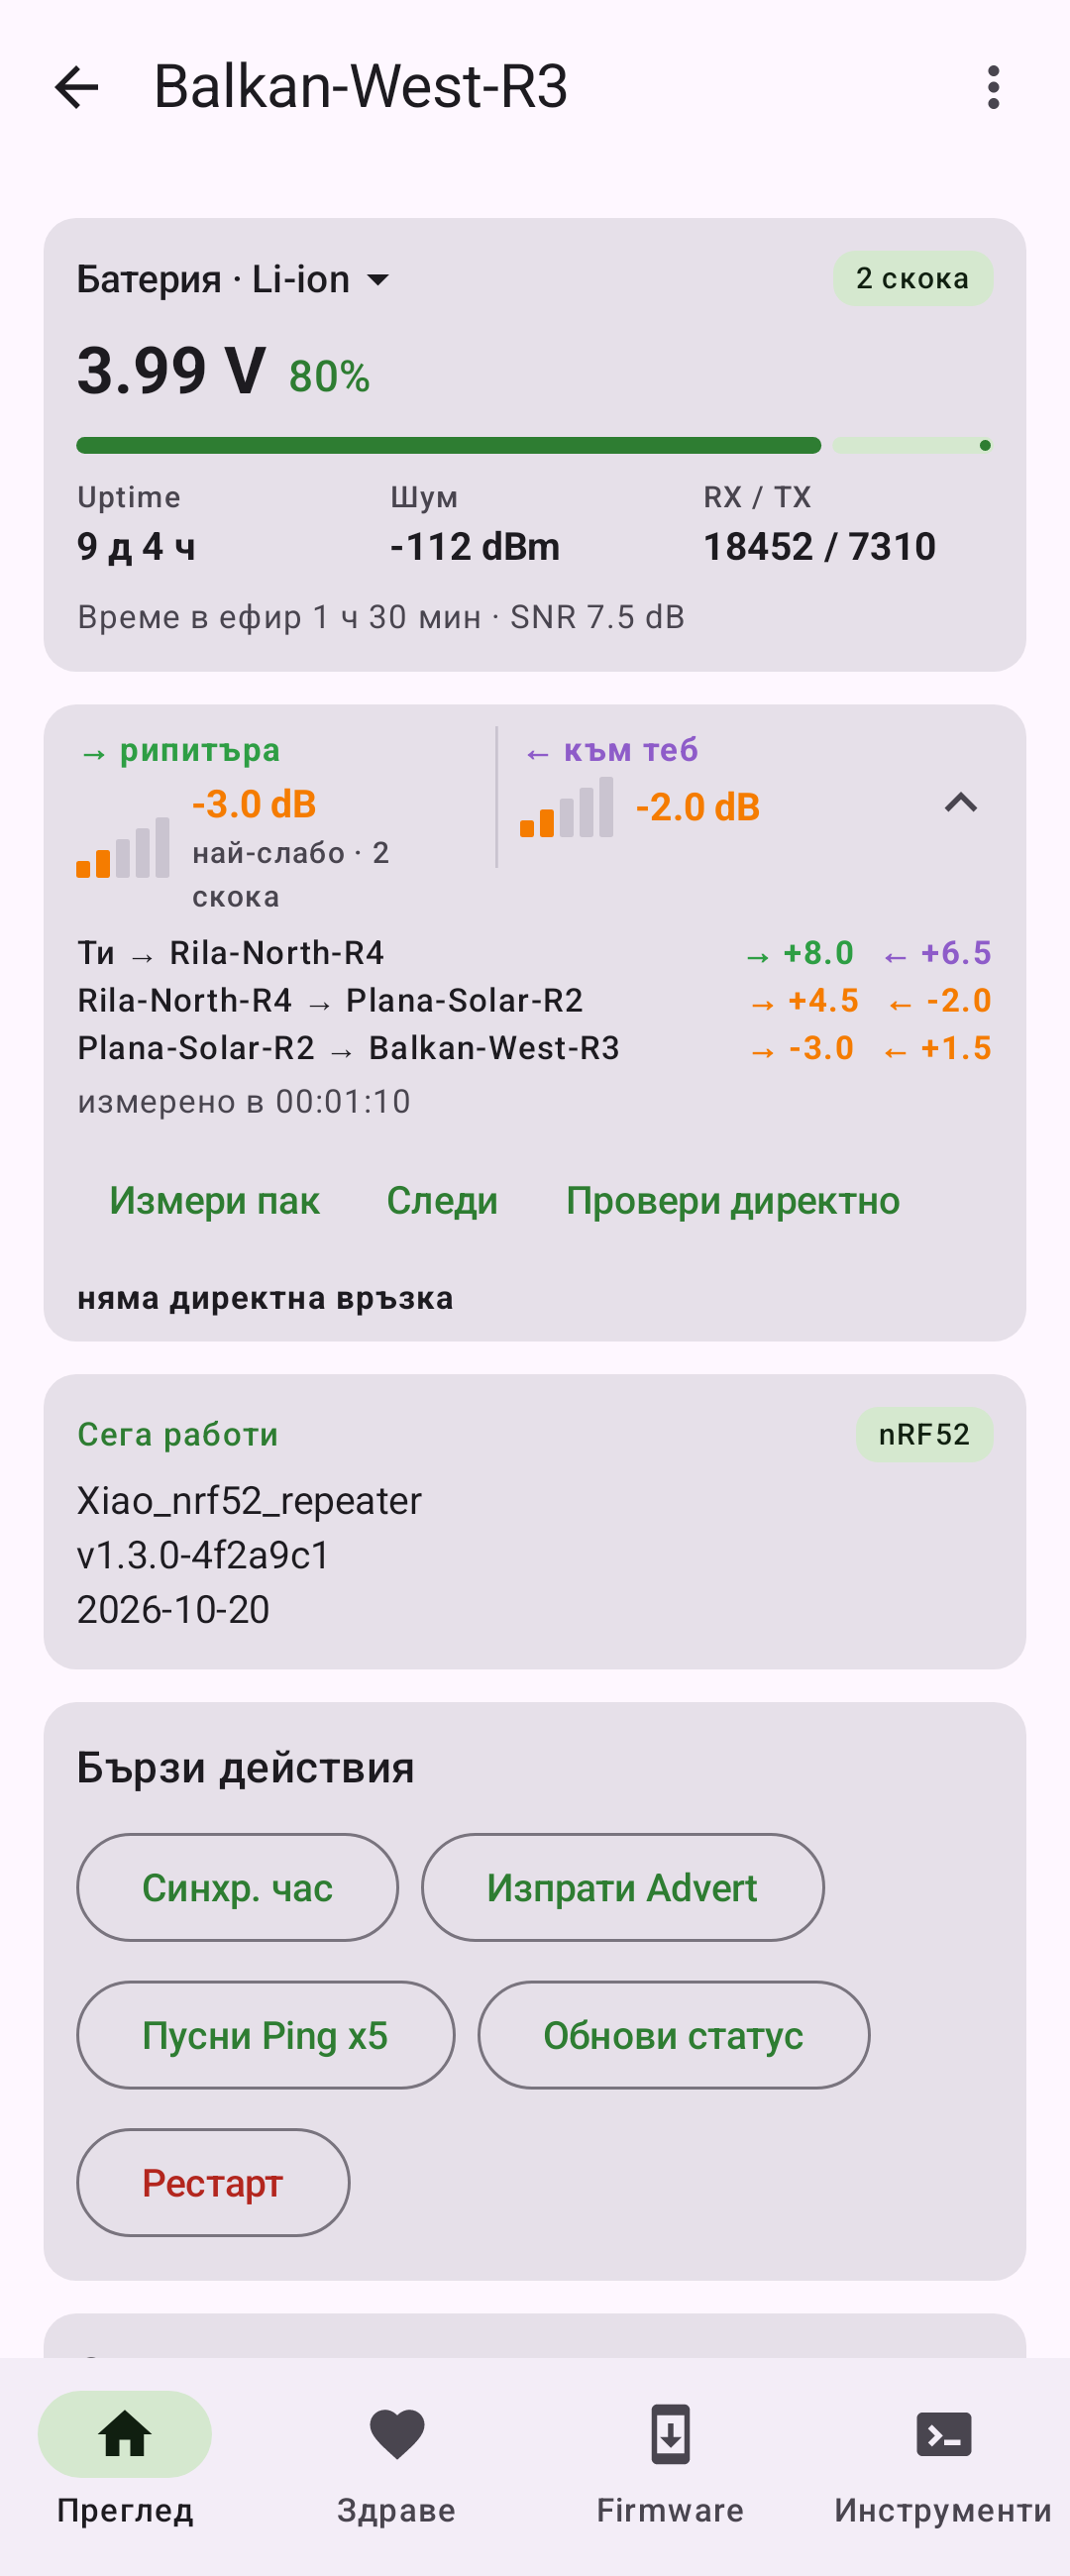 Balkan-West-R3
Батерия · Li-ion
2 скока
3.99 V 80%
Uptime
Шум
RX / TX
9 д 4 ч
-112 dBm
18452 / 7310
Време в ефир 1 ч 30 мин · SNR 7.5 dB
→ рипитъра
← към теб
-3.0 dB
-2.0 dB
най-слабо · 2
скока
Ти → Rila-North-R4 → +8.0 ← +6.5
Rila-North-R4 → Plana-Solar-R2 → +4.5 ← -2.0
Plana-Solar-R2 → Balkan-West-R3 → -3.0 ← +1.5
измерено в 00:01:10
Измери пак Следи Провери директно
няма директна връзка
Сега работи
nRF52
Xiao_nrf52_repeater
v1.3.0-4f2a9c1
2026-10-20
Бързи действия
Синхр. час
Изпрати Advert
Пусни Ping x5
Обнови статус
Рестарт
Преглед
Здраве
Firmware
Инструменти